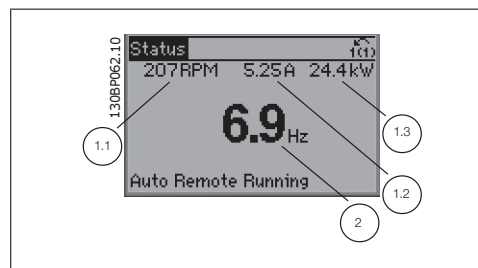 130BP062.10
Status
1(1)
207RPM 5.25A 24.4kW
1.1
1.3
6.9Hz
1.2
Auto Remote Running
2